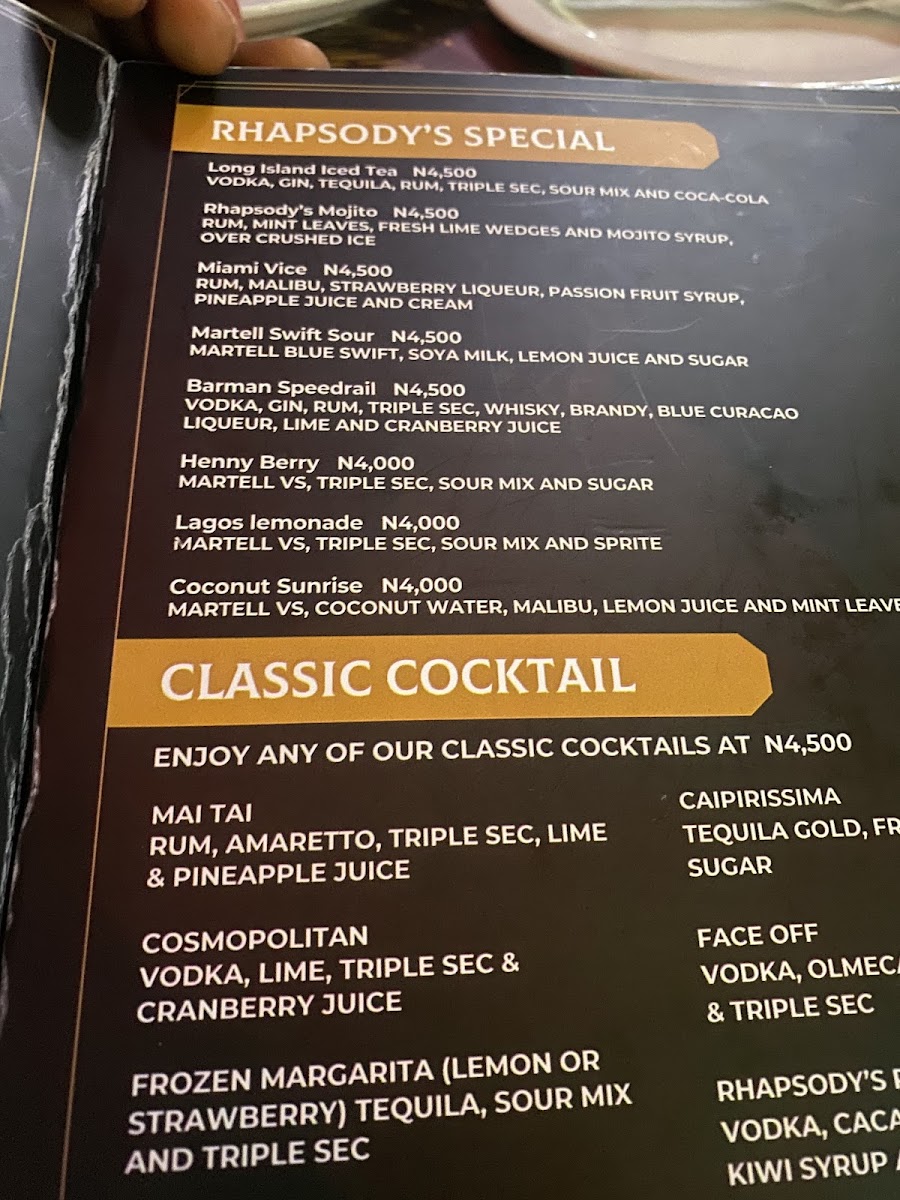 RHAPSODY'S SPECIAL
Long Island Iced Tea N4,500
VODKA, GIN, TEQUILA, RUM, TRIPLE SEC, SOUR MIX AND COCA-COLA
Rhapsody's Mojito N4,500
RUM, MINT LEAVES, FRESH LIME WEDGES AND MOJITO SYRUP,
OVER CRUSHED ICE
Miami Vice N4,500
RUM, MALIBU, STRAWBERRY LIQUEUR, PASSION FRUIT SYRUP,
PINEAPPLE JUICE AND CREAM
Martell Swift Sour N4,500
MARTELL BLUE SWIFT, SOYA MILK, LEMON JUICE AND SUGAR
Barman Speedrail N4,500
VODKA, GIN, RUM, TRIPLE SEC, WHISKY, BRANDY, BLUE CURACAO
LIQUEUR, LIME AND CRANBERRY JUICE
Henny Berry N4,000
MARTELL VS, TRIPLE SEC, SOUR MIX AND SUGAR
Lagos lemonade N4,000
MARTELL VS, TRIPLE SEC, SOUR MIX AND SPRITE
Coconut Sunrise N4,000
MARTELL VS, COCONUT WATER, MALIBU, LEMON JUICE AND MINT LEAVE
CLASSIC COCKTAIL
ENJOY ANY OF OUR CLASSIC COCKTAILS AT N4,500
MAI TAI
RUM, AMARETTO, TRIPLE SEC, LIME
& PINEAPPLE JUICE
COSMOPOLITAN
VODKA, LIME, TRIPLE SEC &
CRANBERRY JUICE
FROZEN MARGARITA (LEMON OR
STRAWBERRY) TEQUILA, SOUR MIX
AND TRIPLE SEC
CAIPIRISSIMA
TEQUILA GOLD, FR
SUGAR
FACE OFF
VODKA, OLMECA
& TRIPLE SEC
RHAPSODY'S
VODKA, CACA
KIWI SYRUP